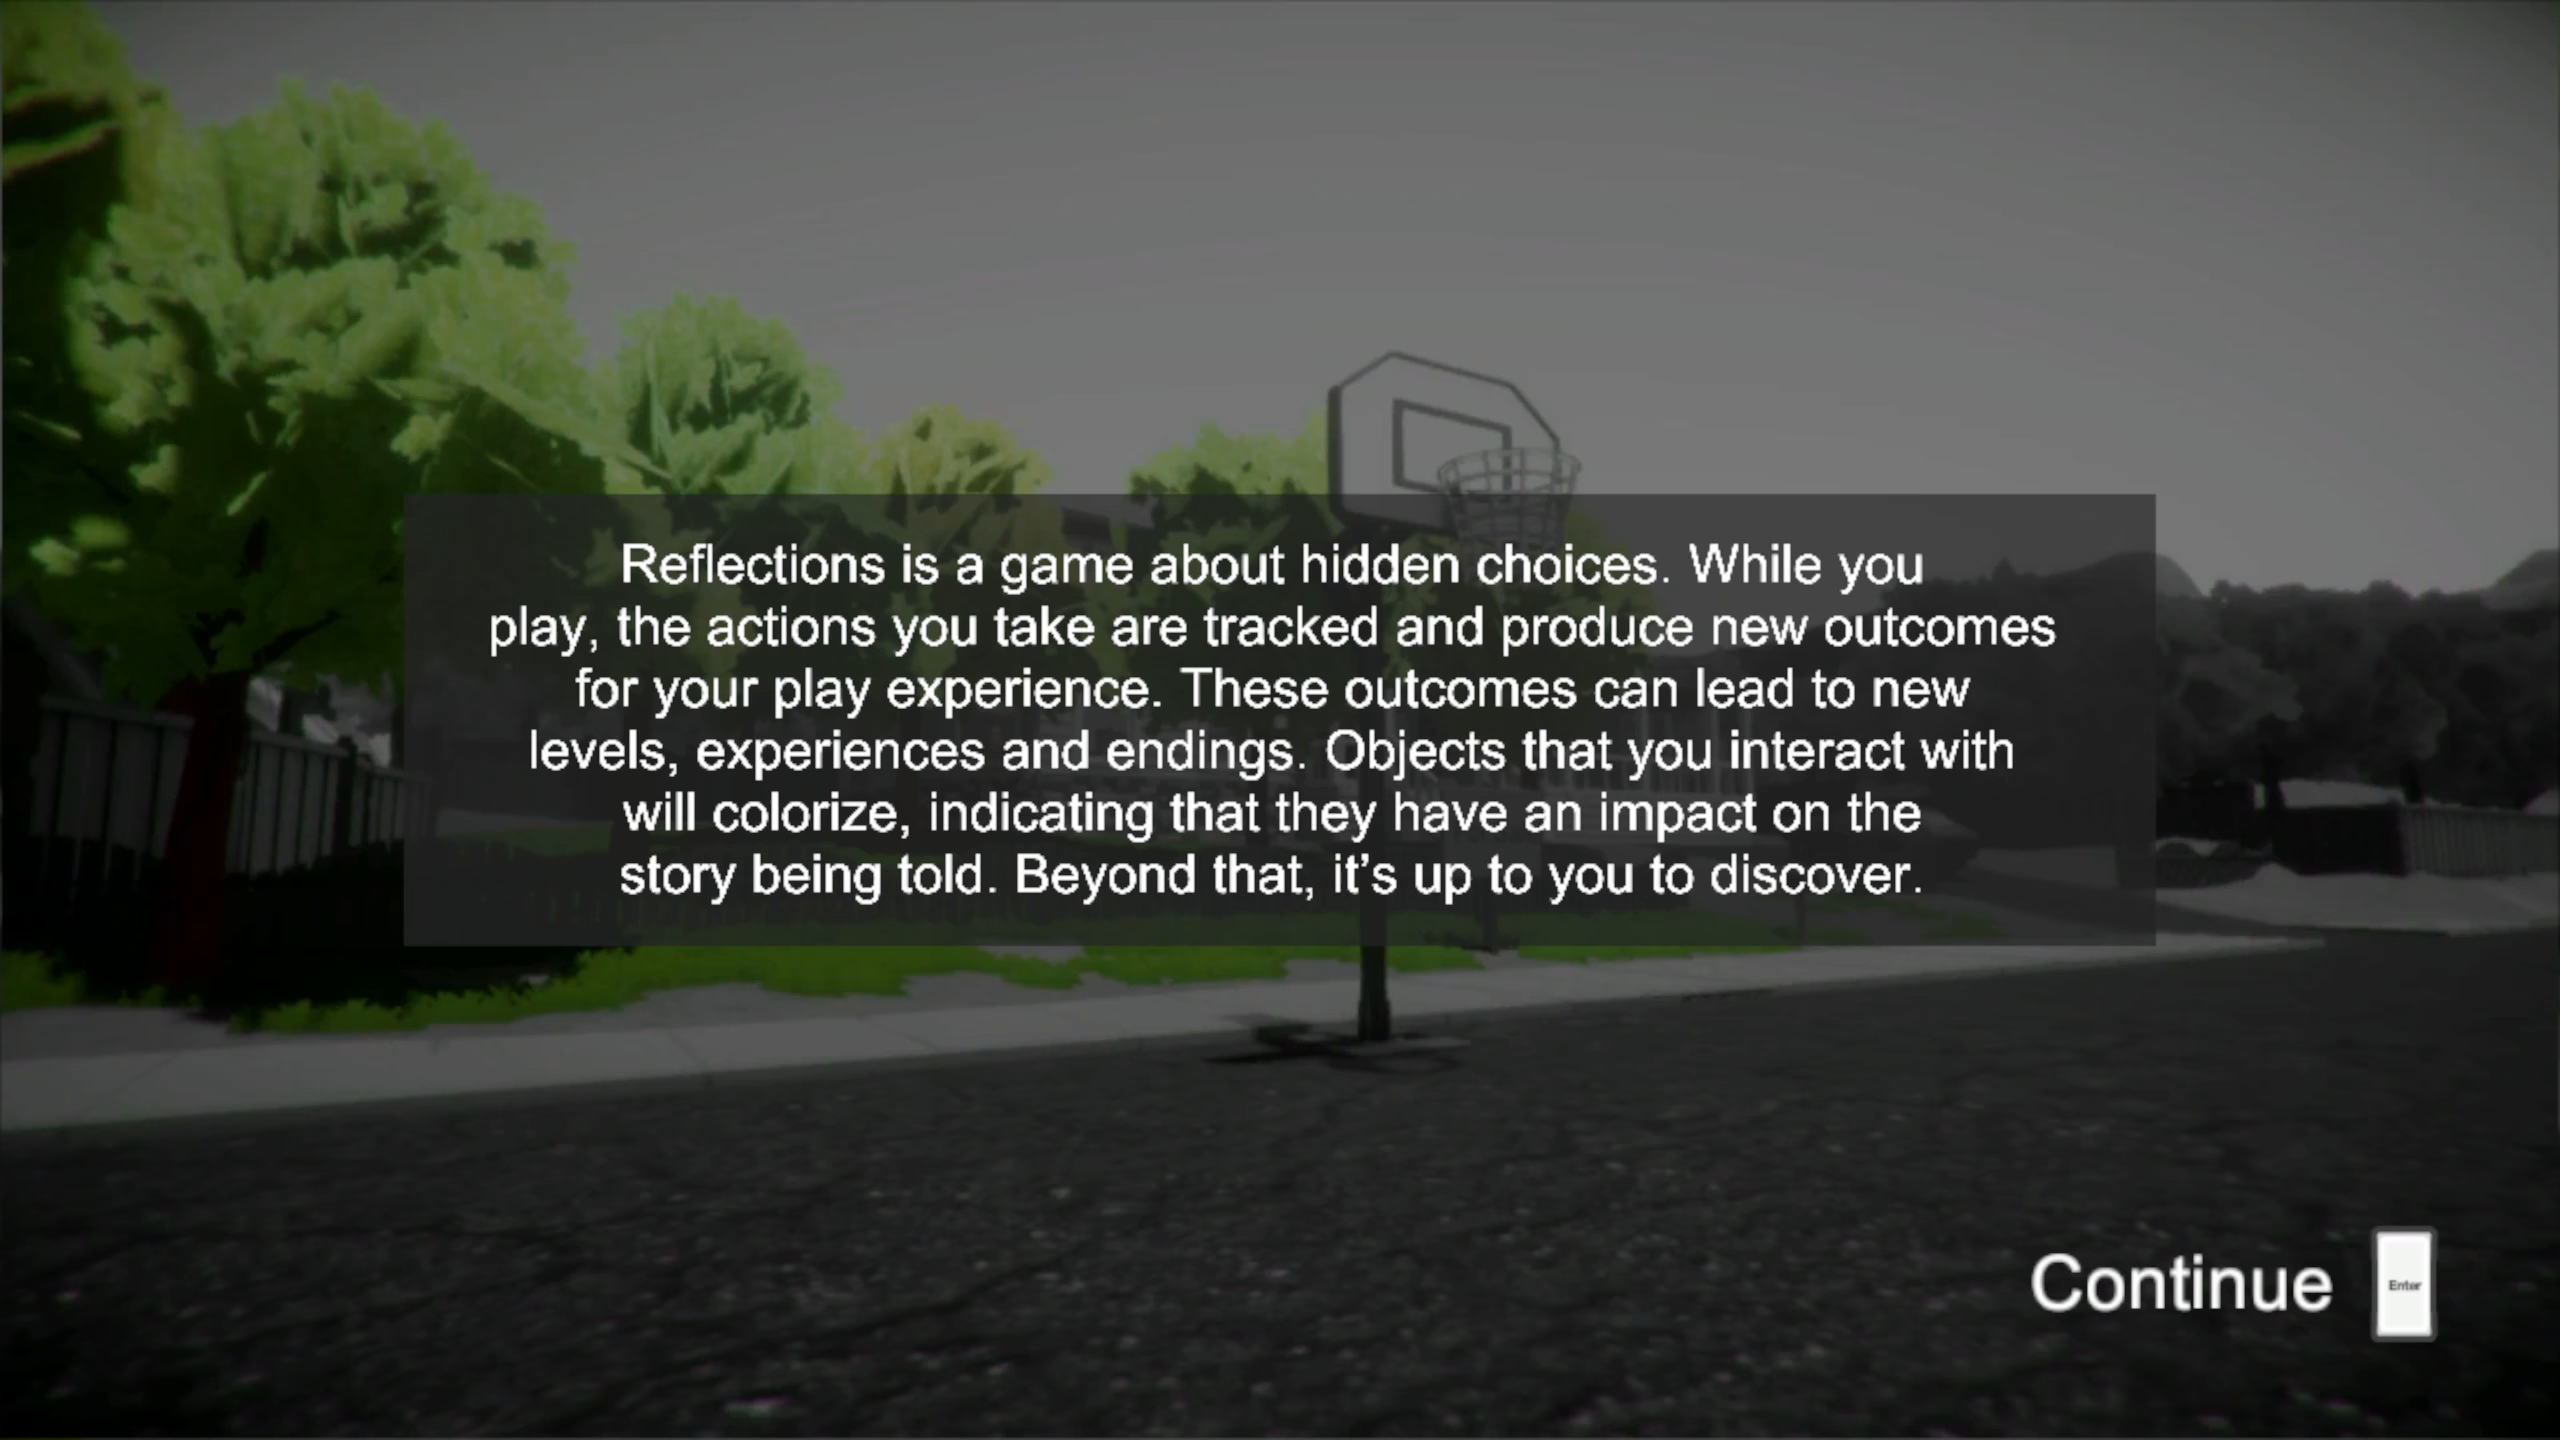 Reflections is a game about hidden choices. While you
play, the actions you take are tracked and produce new outcomes
for your play experience. These outcomes can lead to new
levels, experiences and endings. Objects that you interact with
will colorize, indicating that they have an impact on the
story being told. Beyond that, it’s up to you to discover.
Continue Enter